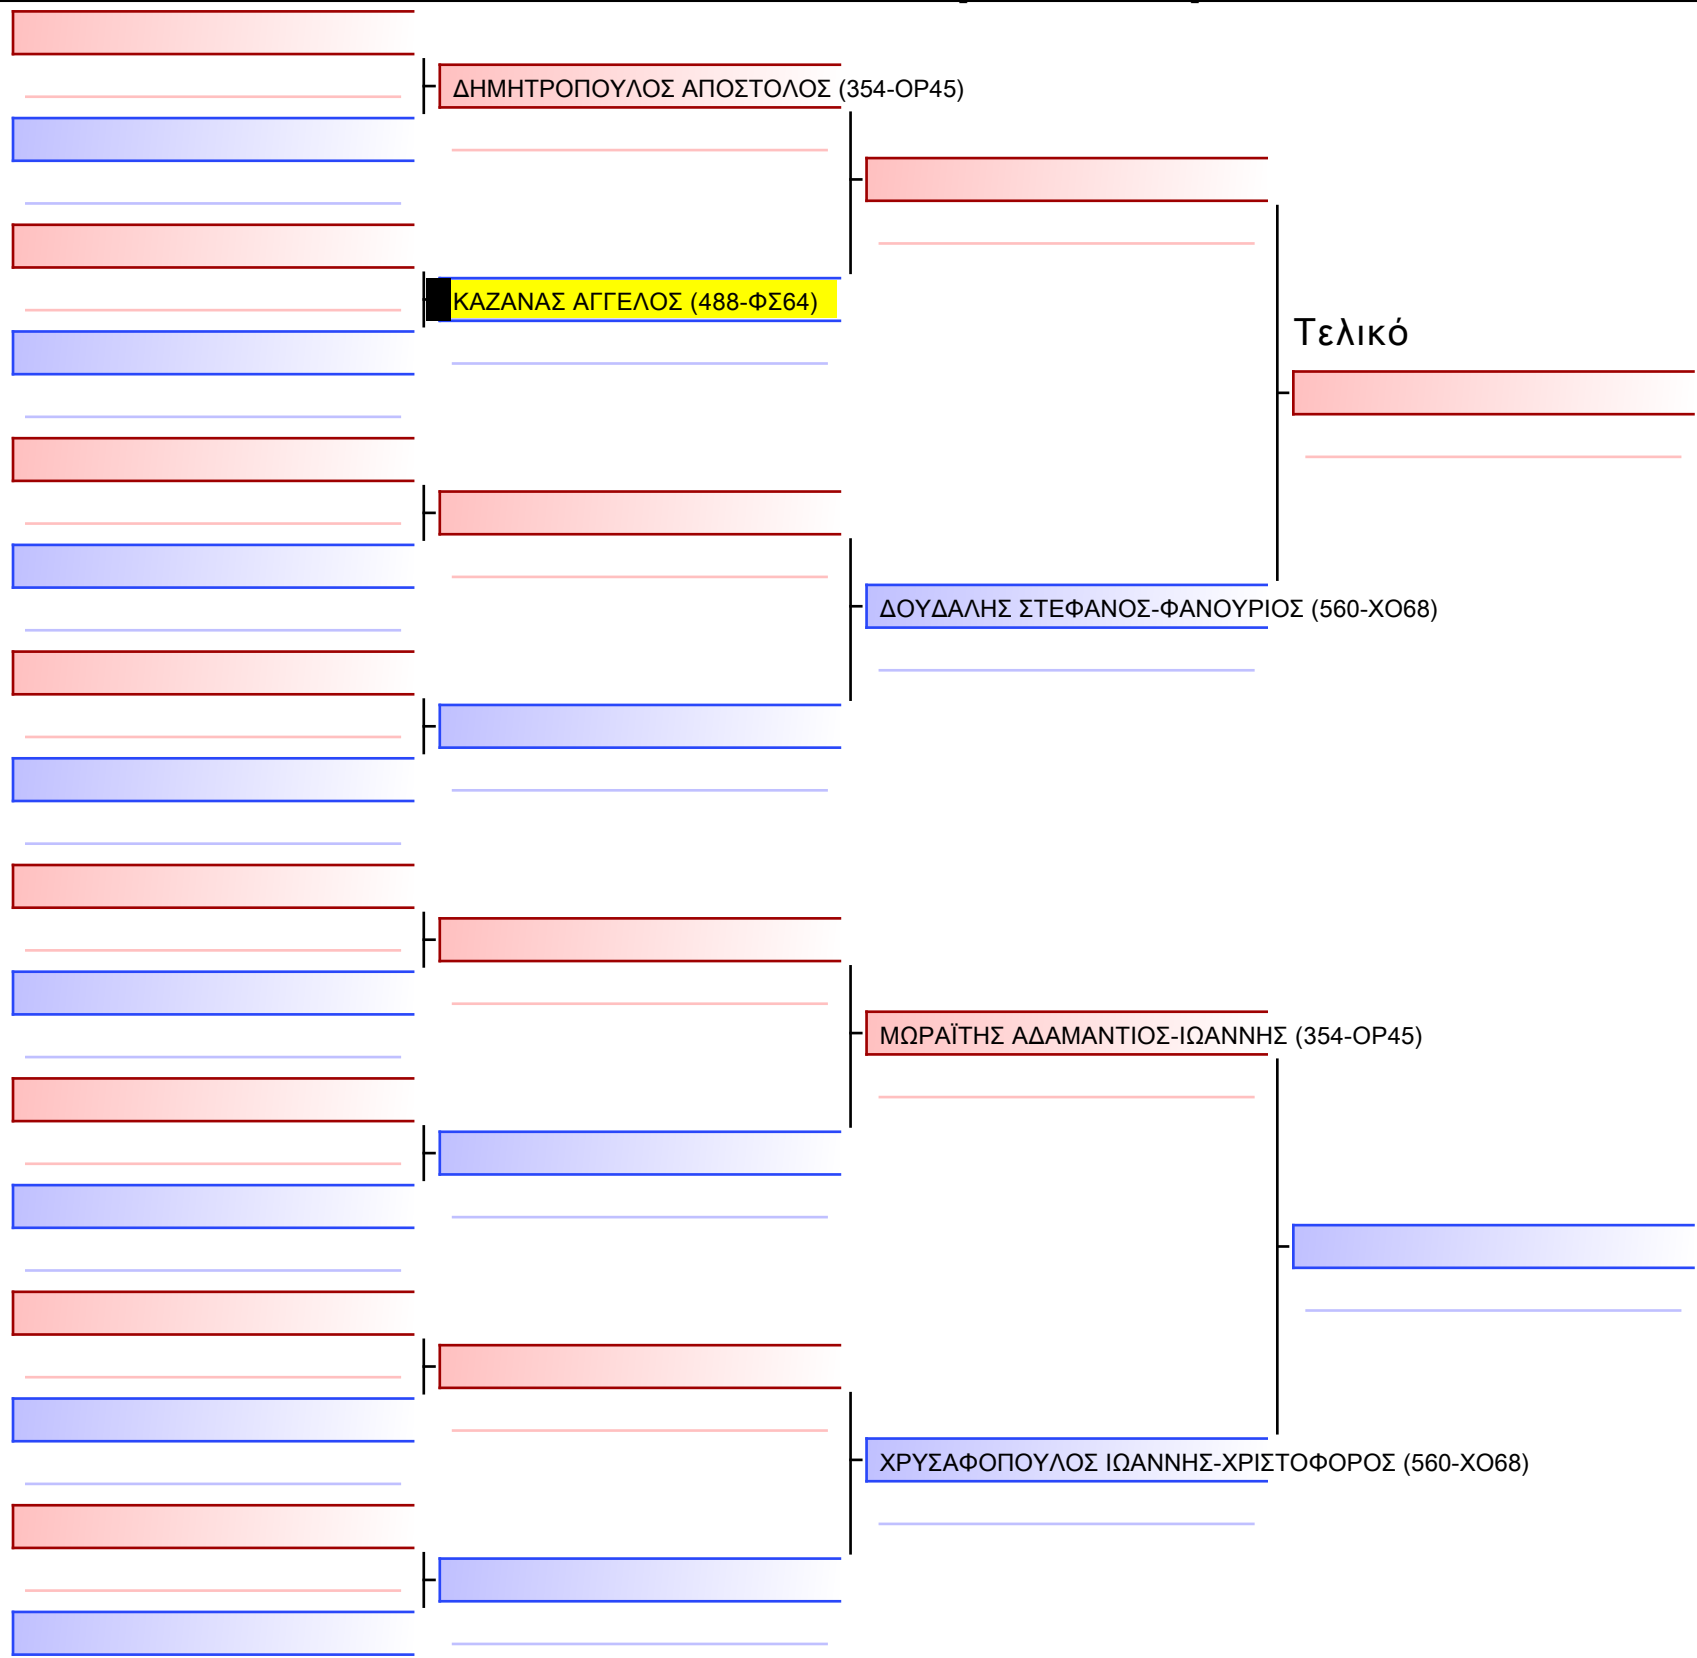 ΔΗΜΗΤΡΟΠΟΥΛΟΣ ΑΠΟΣΤΟΛΟΣ (354-ΟΡ45)
ΚΑΖΑΝΑΣ ΑΓΓΕΛΟΣ (488-ΦΣ64)
Τελικό
ΔΟΥΔΑΛΗΣ ΣΤΕΦΑΝΟΣ-ΦΑΝΟΥΡΙΟΣ (560-ΧΟ68)
ΜΩΡΑΪΤΗΣ ΑΔΑΜΑΝΤΙΟΣ-ΙΩΑΝΝΗΣ (354-ΟΡ45)
ΧΡΥΣΑΦΟΠΟΥΛΟΣ ΙΩΑΝΝΗΣ-ΧΡΙΣΤΟΦΟΡΟΣ (560-ΧΟ68)